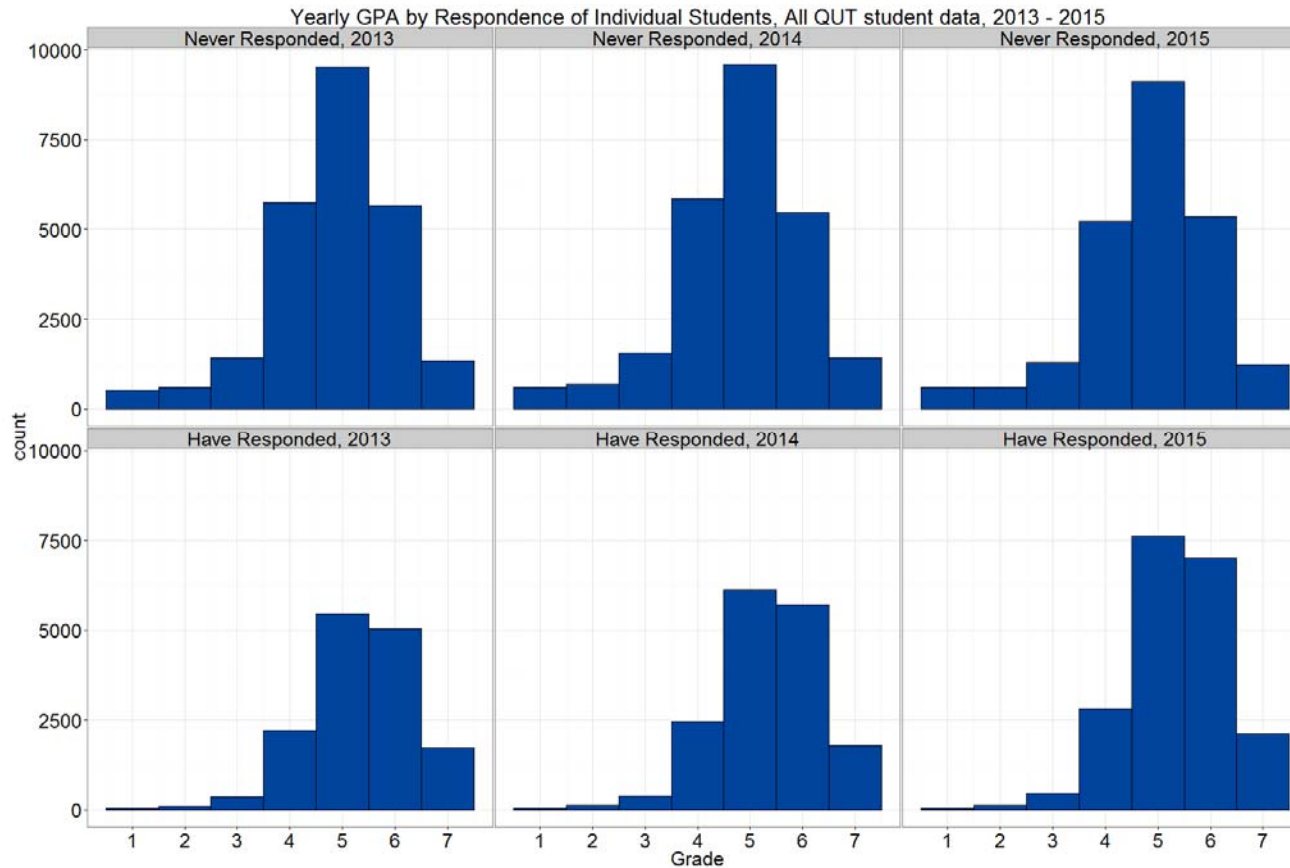 Yearly GPA by Respondence of Individual Students, All QUT student data, 2013 - 2015
Never Responded, 2013
Never Responded, 2014
Never Responded, 2015
10000
7500
5000
2500
0
count
Have Responded, 2013
Have Responded, 2014
Have Responded, 2015
10000
7500
5000
2500
0
1 2 3 4 5 6 7
1 2 3 4 5 6 7
1 2 3 4 5 6 7
Grade